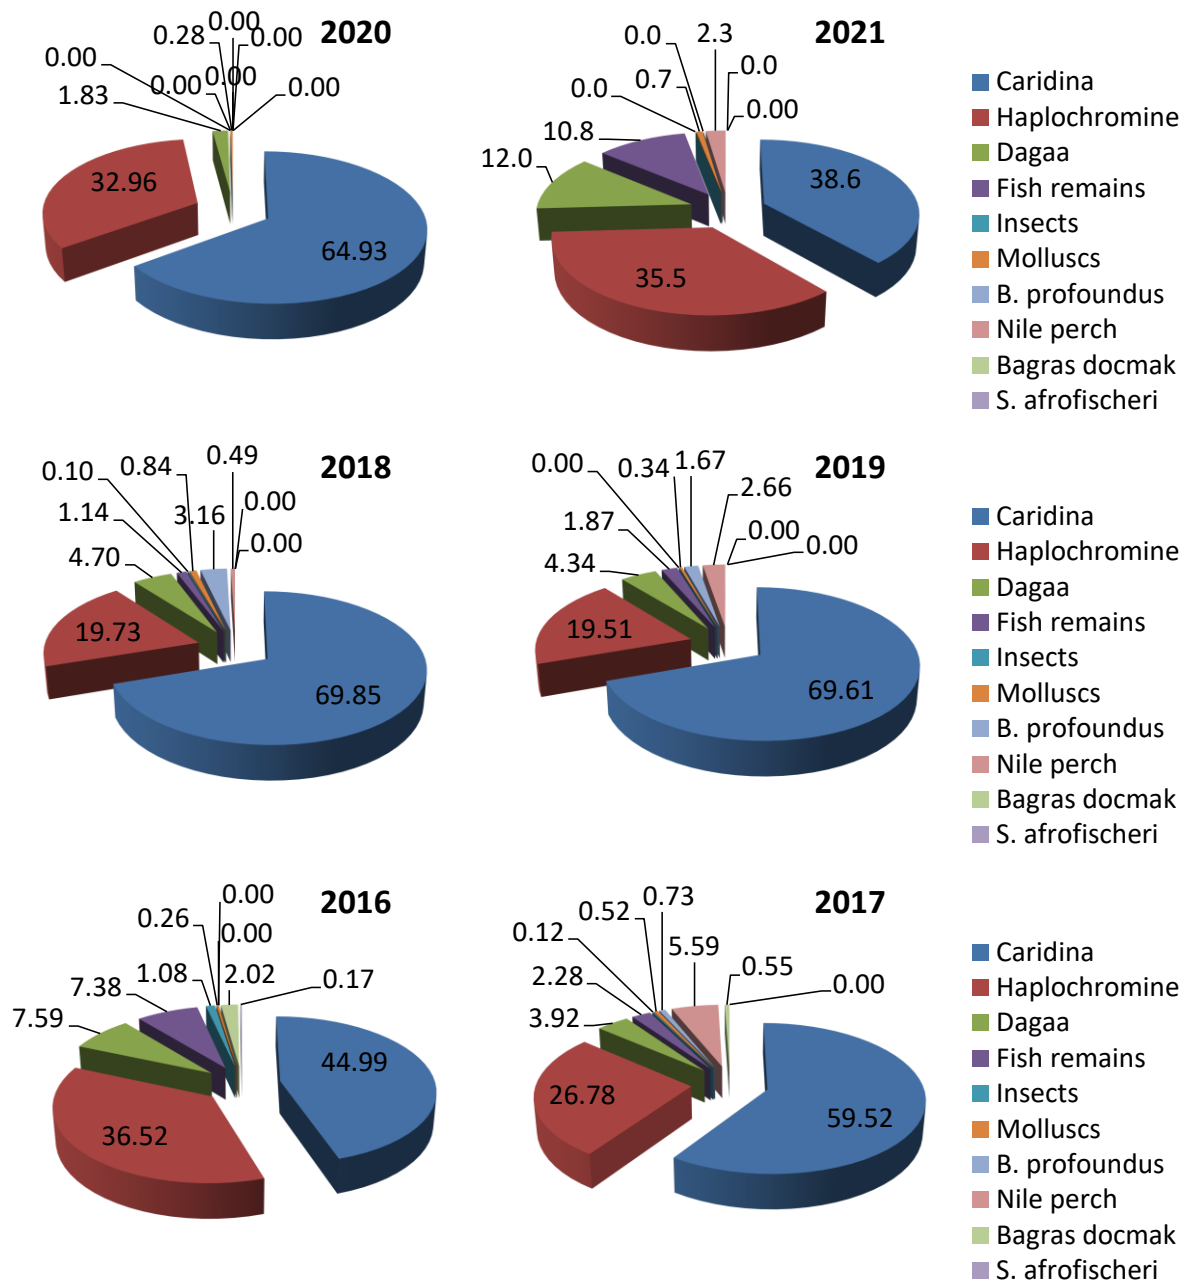 2020
0.00
0.28
0.00
0.00
0.00
0.00
0.00
1.83
32.96
64.93
2021
0.0
2.3
0.7
0.0
0.0
0.00
10.8
12.0
38.6
35.5
Caridina
Haplochromine
Dagaa
Fish remains
Insects
Molluscs
B. profoundus
Nile perch
Bagras docmak
S. afrofischeri
2018
0.49
0.84
0.10
0.00
3.16
1.14
0.00
4.70
19.73
69.85
2019
1.67
0.34
0.00
2.66
1.87
0.00
0.00
4.34
19.51
69.61
Caridina
Haplochromine
Dagaa
Fish remains
Insects
Molluscs
B. profoundus
Nile perch
Bagras docmak
S. afrofischeri
2016
0.00
0.26
0.00
1.08
2.02
0.17
7.38
7.59
44.99
36.52
2017
0.73
0.52
0.12
5.59
0.55
2.28
0.00
3.92
26.78
59.52
Caridina
Haplochromine
Dagaa
Fish remains
Insects
Molluscs
B. profoundus
Nile perch
Bagras docmak
S. afrofischeri